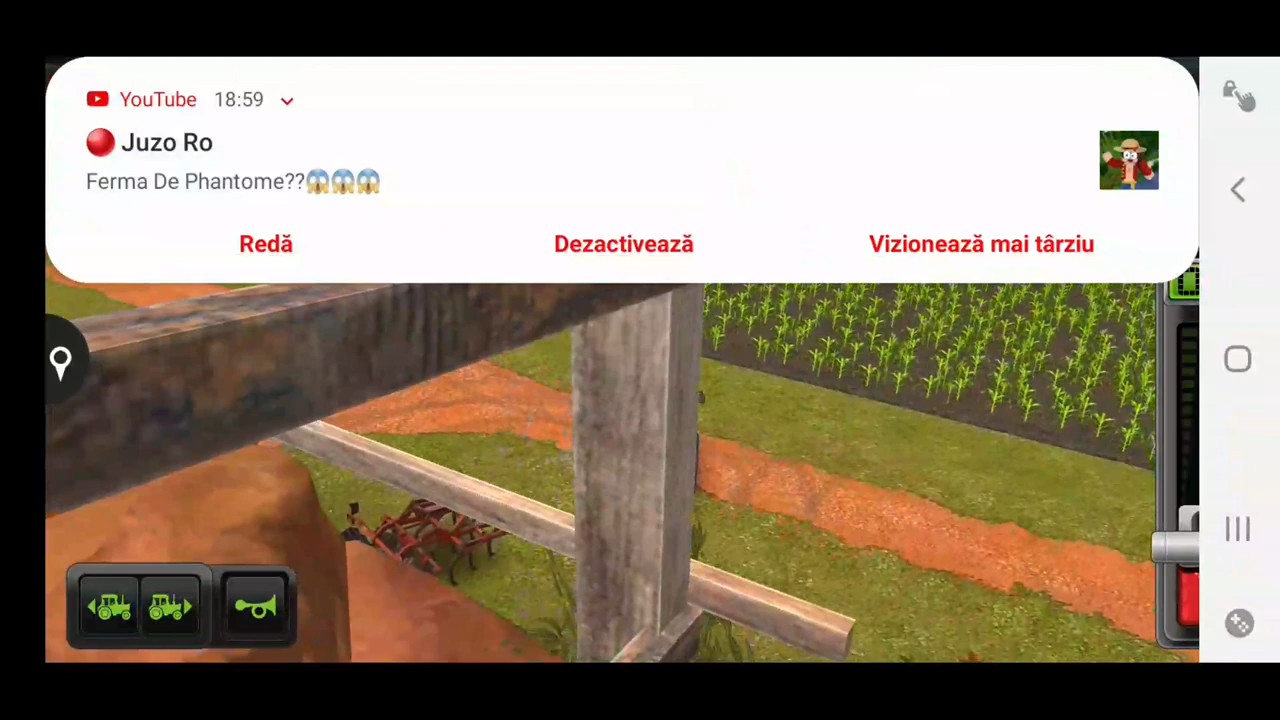 YouTube 18:59
🔴 Juzo Ro
Ferma De Phantome??😱😱😱
Redă Dezactivează Vizionează mai târziu